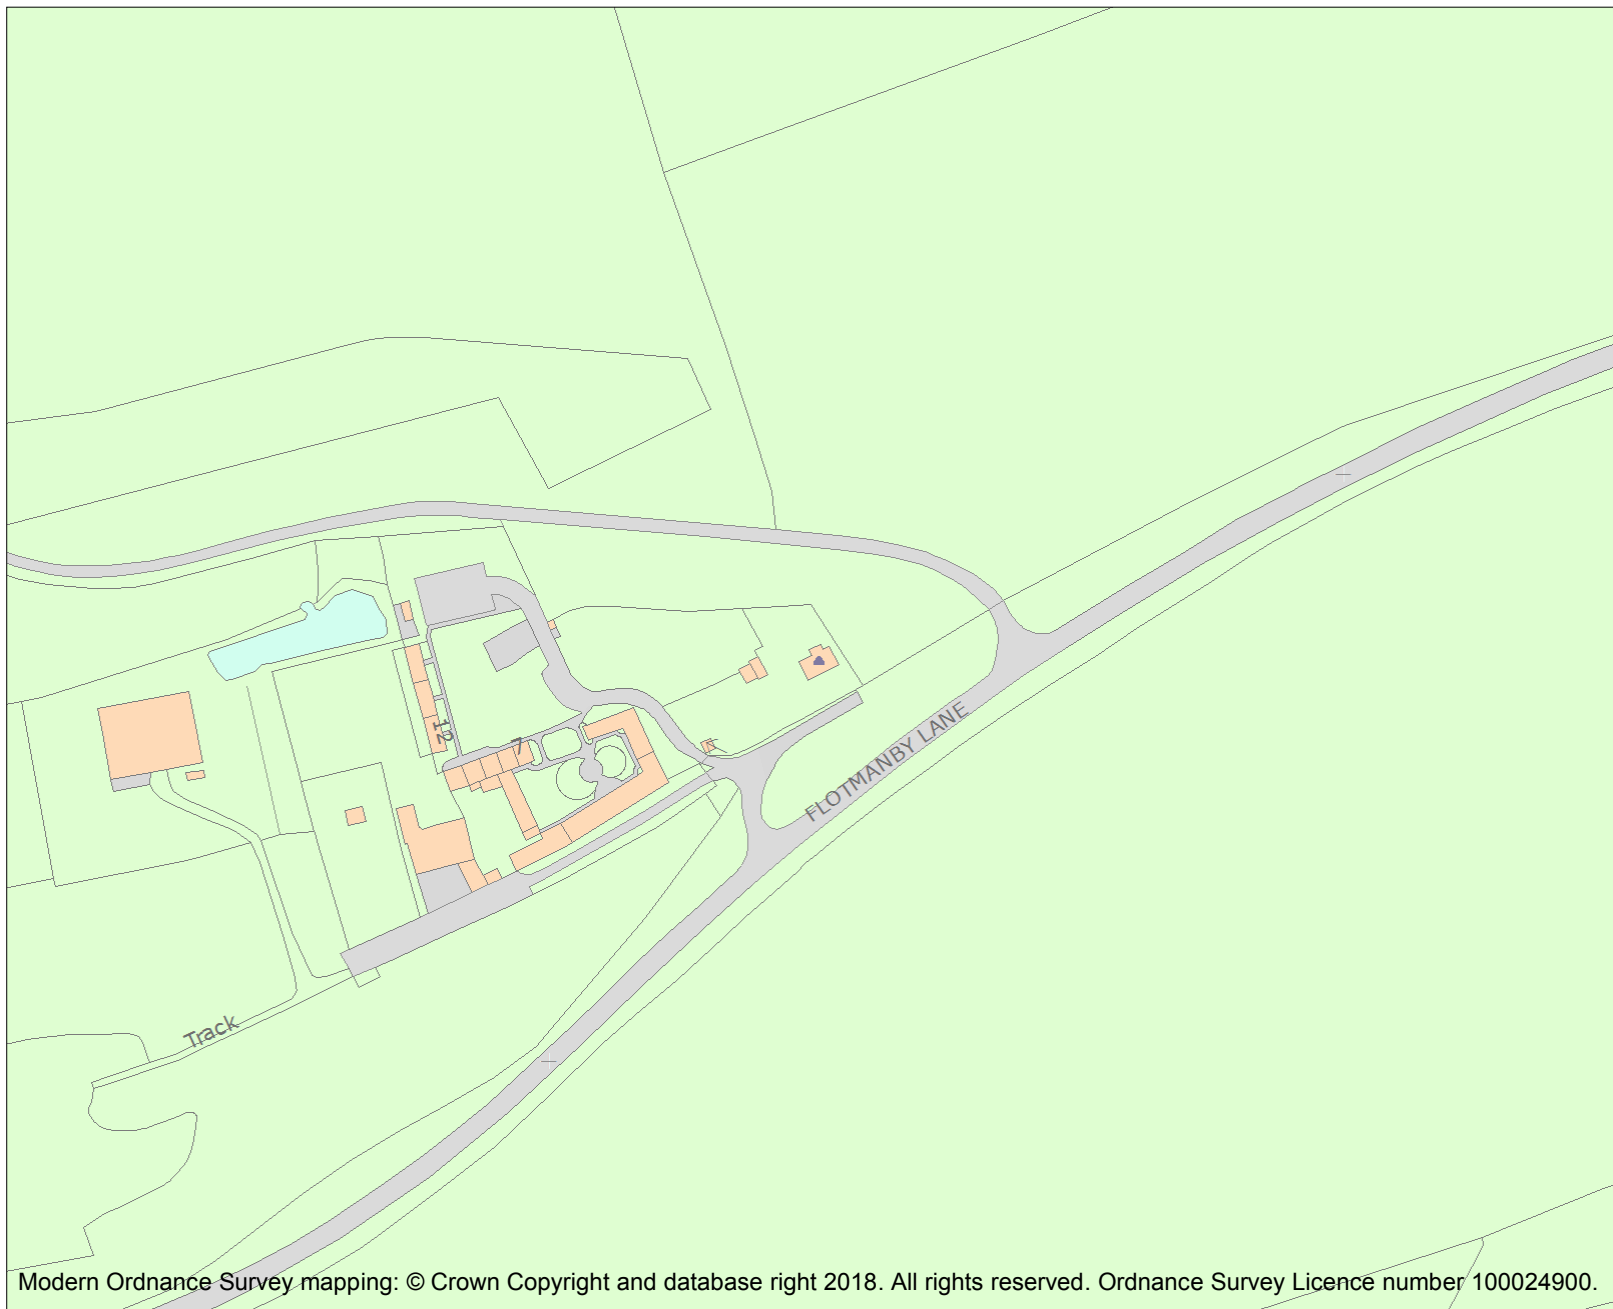 12
7
FLOTMANBY LANE
Track
Modern Ordnance Survey mapping: © Crown Copyright and database right 2018. All rights reserved. Ordnance Survey Licence number 100024900.